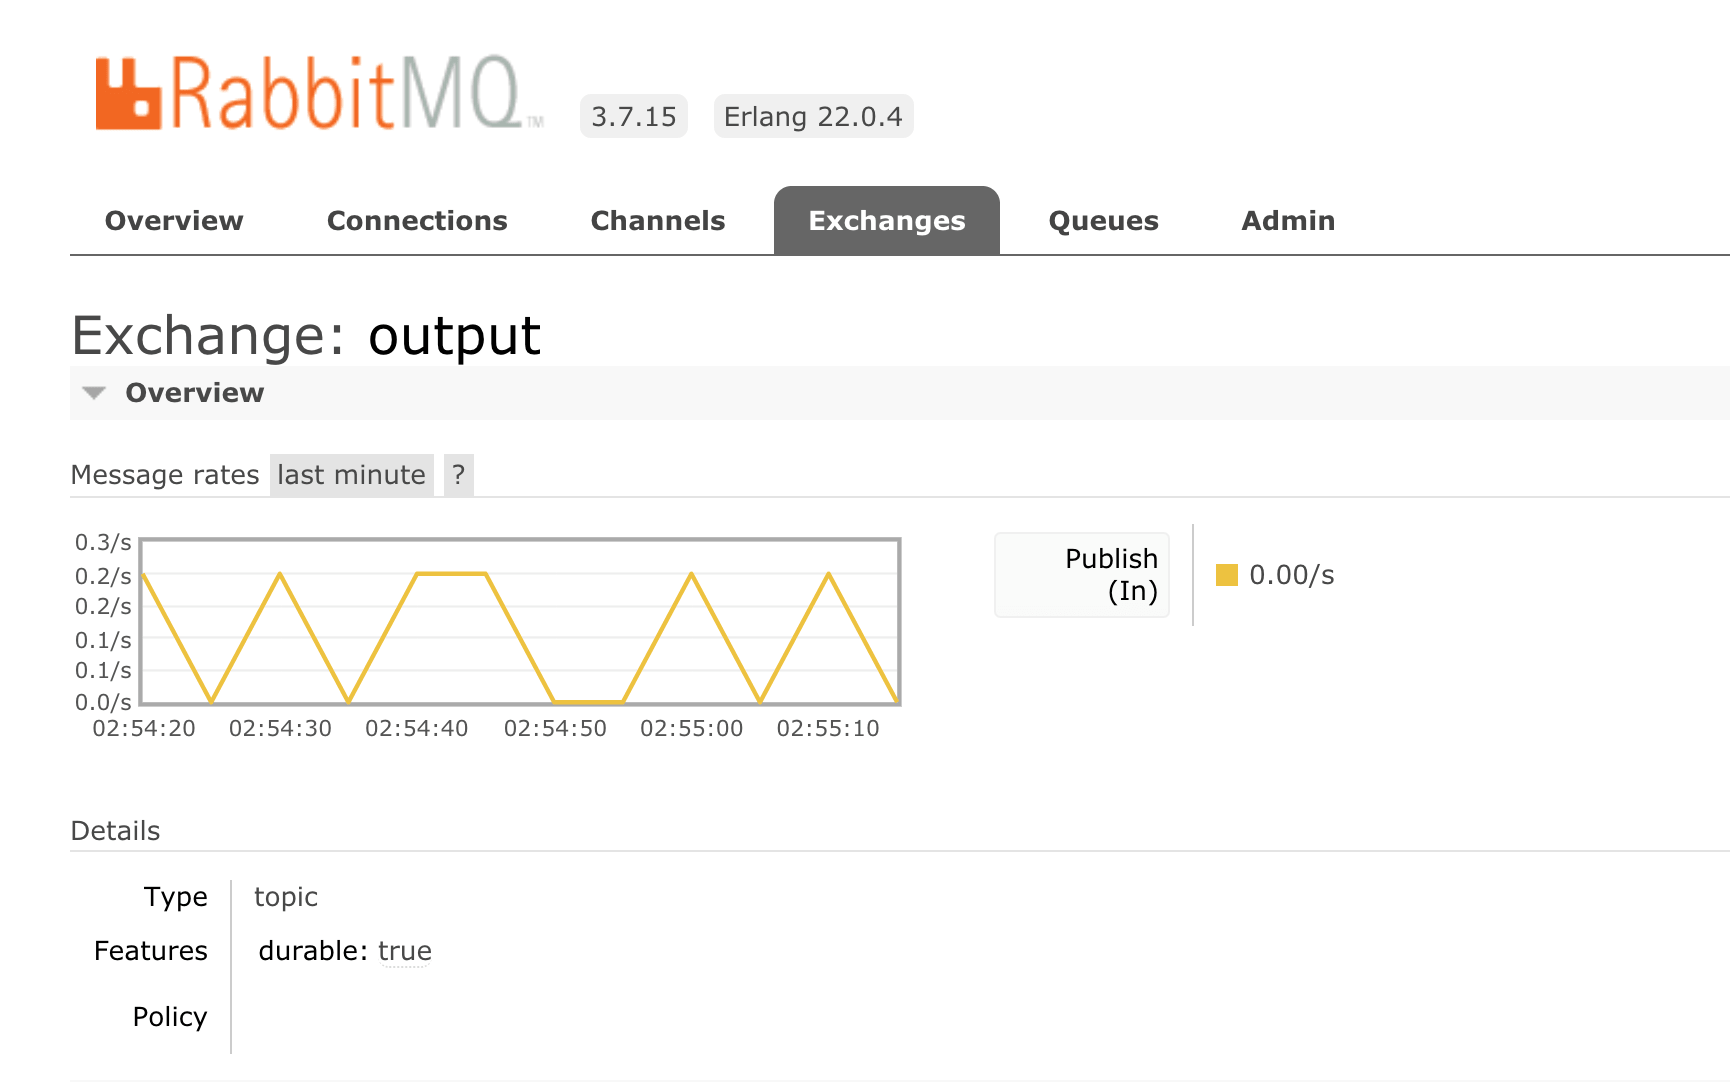 RabbitMQ™ 3.7.15 Erlang 22.0.4
Overview Connections Channels Exchanges Queues Admin
Exchange: output
Overview
Message rates last minute ?
0.3/s
0.2/s
0.2/s
0.1/s
0.1/s
0.0/s
02:54:20 02:54:30 02:54:40 02:54:50 02:55:00 02:55:10
Publish
(In)
0.00/s
Details
Type topic
Features durable: true
Policy